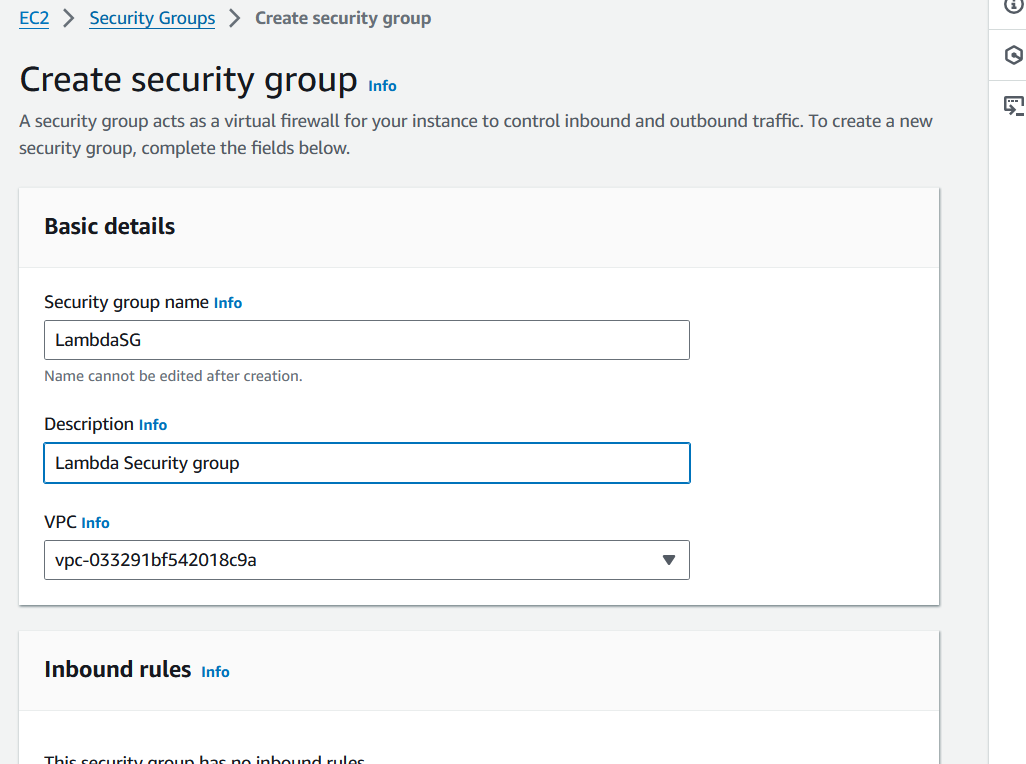 EC2 > Security Groups > Create security group
Create security group Info
A security group acts as a virtual firewall for your instance to control inbound and outbound traffic. To create a new
security group, complete the fields below.
Basic details
Security group name Info
LambdaSG
Name cannot be edited after creation.
Description Info
Lambda Security group
VPC Info
vpc-033291bf542018c9a
Inbound rules Info
This security group has no inbound rules.